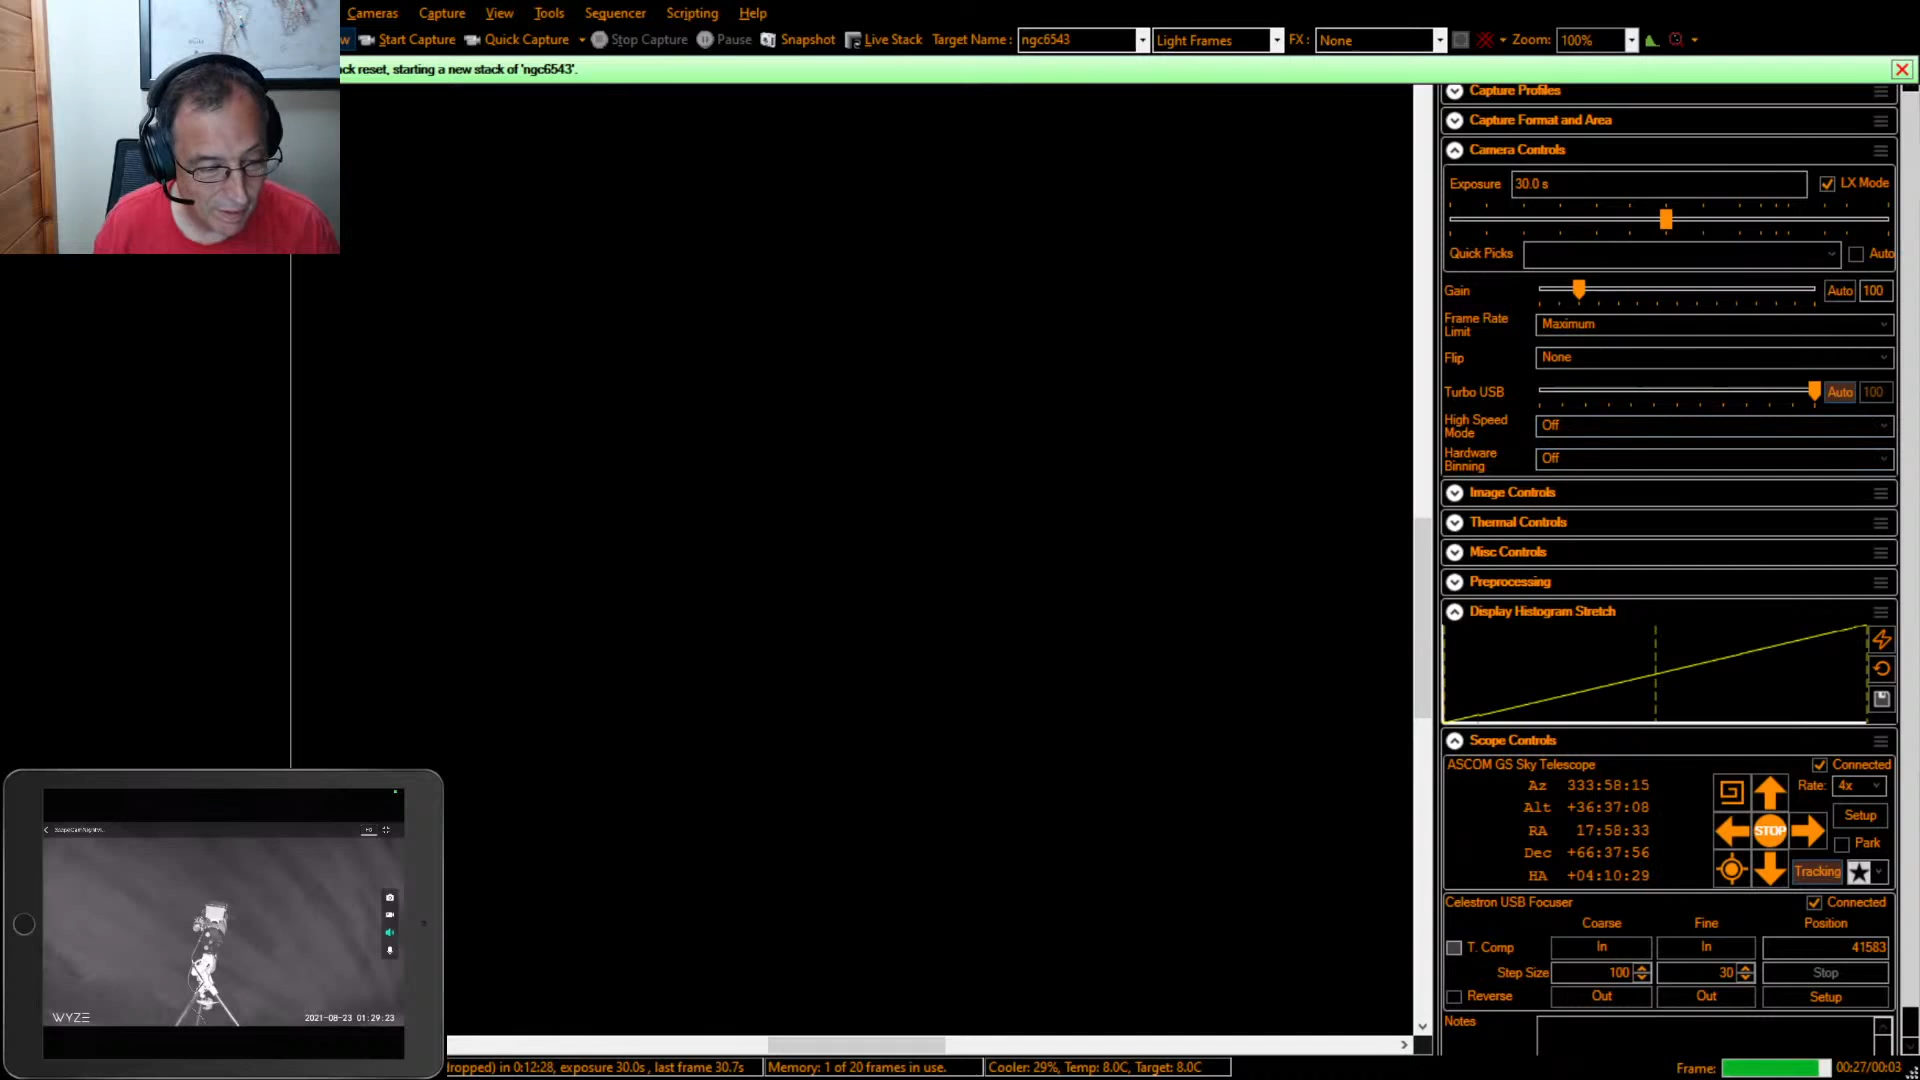 Cameras Capture View Tools Sequencer Scripting Help
w Start Capture Quick Capture Stop Capture Pause Snapshot Live Stack Target Name : ngc6543 Light Frames FX : None Zoom: 100%
ck reset, starting a new stack of 'ngc6543'.
Capture Profiles
Capture Format and Area
Camera Controls
Exposure 30.0 s LX Mode
Quick Picks Auto
Gain Auto 100
Frame Rate
Limit Maximum
Flip None
Turbo USB Auto 100
High Speed
Mode Off
Hardware
Binning Off
Image Controls
Thermal Controls
Misc Controls
Preprocessing
Display Histogram Stretch
Scope Controls
ASCOM GS Sky Telescope Connected
Az 333:58:15 Rate: 4x
Alt +36:37:08 Setup
RA 17:58:33 STOP
Dec +66:37:56 Park
HA +04:10:29 Tracking
Celestron USB Focuser Connected
Coarse Fine Position
T. Comp In In 41583
Step Size 100 30 Stop
Reverse Out Out Setup
Notes
WYZE 2021-08-23 01:29:23
ropped) in 0:12:28, exposure 30.0s , last frame 30.7s Memory: 1 of 20 frames in use. Cooler: 29%, Temp: 8.0C, Target: 8.0C Frame: 00:27/00:03